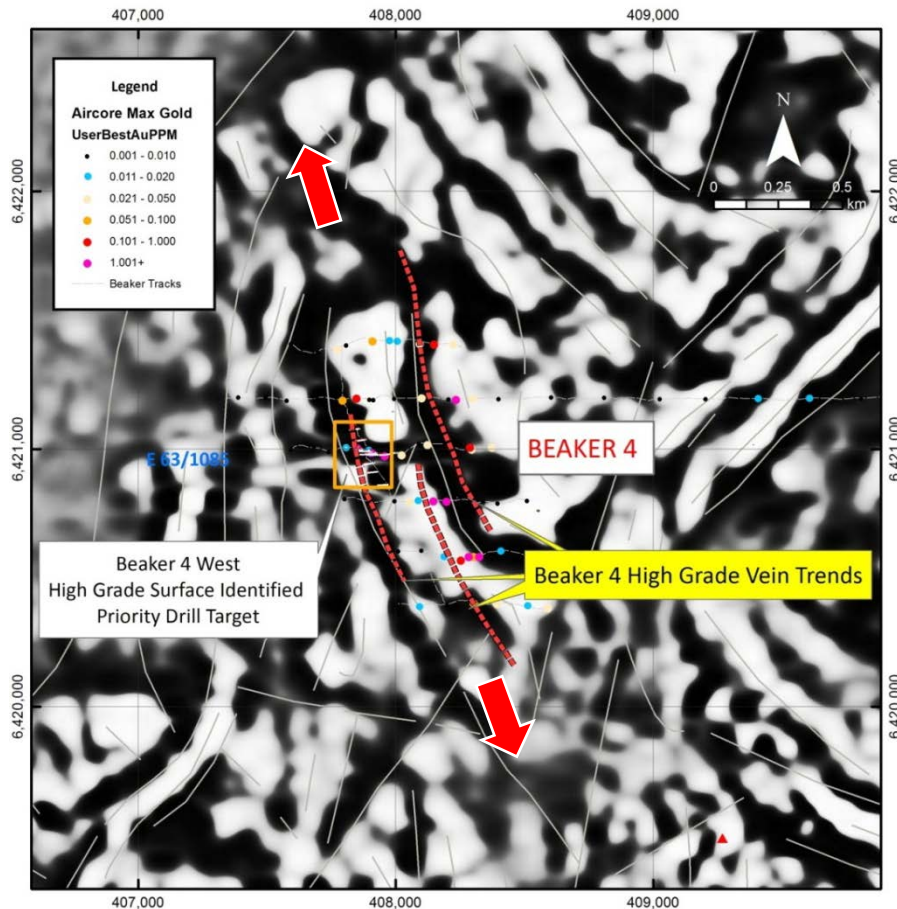 407,000
408,000
409,000
Legend
Aircore Max Gold
UserBestAuPPM
0.001 - 0.010
0.011 - 0.020
0.021 - 0.050
0.051 - 0.100
0.101 - 1.000
1.001+
Beaker Tracks
N
0 0.25 0.5
km
6,422,000
6,422,000
6,421,000
6,421,000
E 63/1085
BEAKER 4
Beaker 4 West
High Grade Surface Identified
Priority Drill Target
Beaker 4 High Grade Vein Trends
6,420,000
6,420,000
407,000
408,000
409,000